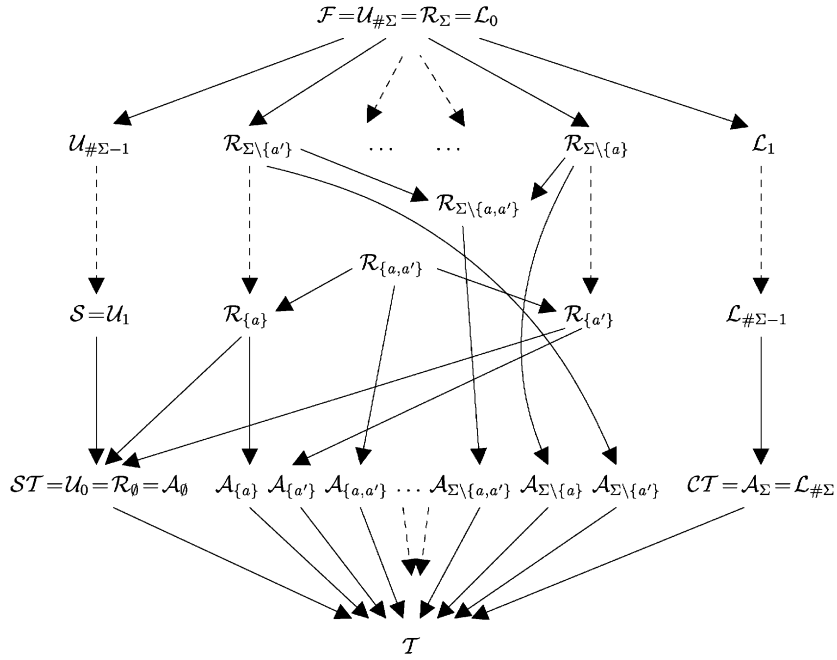 ℱ = 𝒰_{#Σ} = ℛ_Σ = ℒ_0
𝒰_{#Σ−1} ℛ_{Σ\{a′}} ⋯ ⋯ ℛ_{Σ\{a}} ℒ_1
ℛ_{Σ\{a,a′}}
ℛ_{{a,a′}}
𝒮 = 𝒰_1 ℛ_{{a}} ℛ_{{a′}} ℒ_{#Σ−1}
𝒮𝒯 = 𝒰_0 = ℛ_∅ = 𝒜_∅ 𝒜_{{a}} 𝒜_{{a′}} 𝒜_{{a,a′}} ⋯ 𝒜_{Σ\{a,a′}} 𝒜_{Σ\{a}} 𝒜_{Σ\{a′}} 𝒞𝒯 = 𝒜_Σ = ℒ_{#Σ}
𝒯